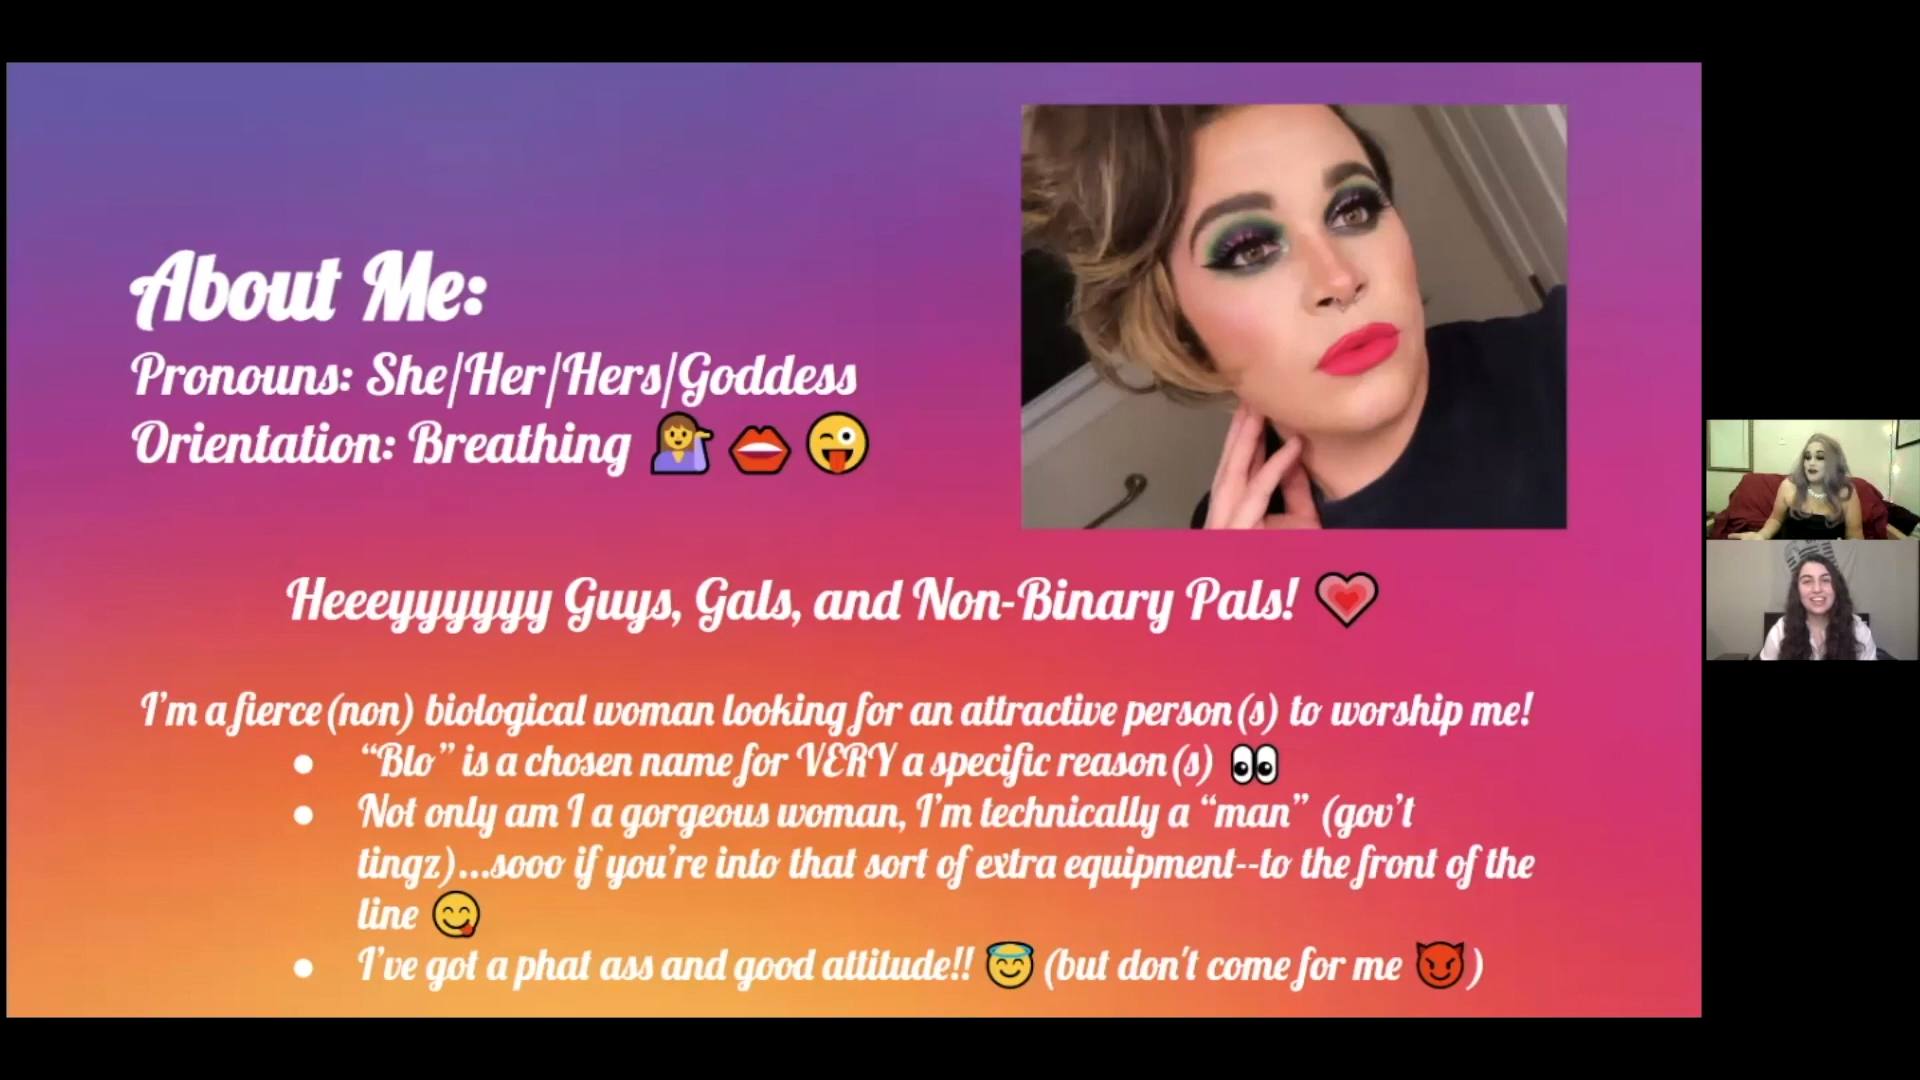 About Me:
Pronouns: She/Her/Hers/Goddess
Orientation: Breathing 💁 👄 😜
Heeeyyyyyy Guys, Gals, and Non-Binary Pals! 💗
I'm a fierce (non) biological woman looking for an attractive person(s) to worship me!
● “Blo” is a chosen name for VERY a specific reason(s) 👀
● Not only am I a gorgeous woman, I'm technically a “man” (gov't
tingz)...sooo if you're into that sort of extra equipment--to the front of the
line 😋
● I've got a phat ass and good attitude!! 😇 (but don't come for me 😈)